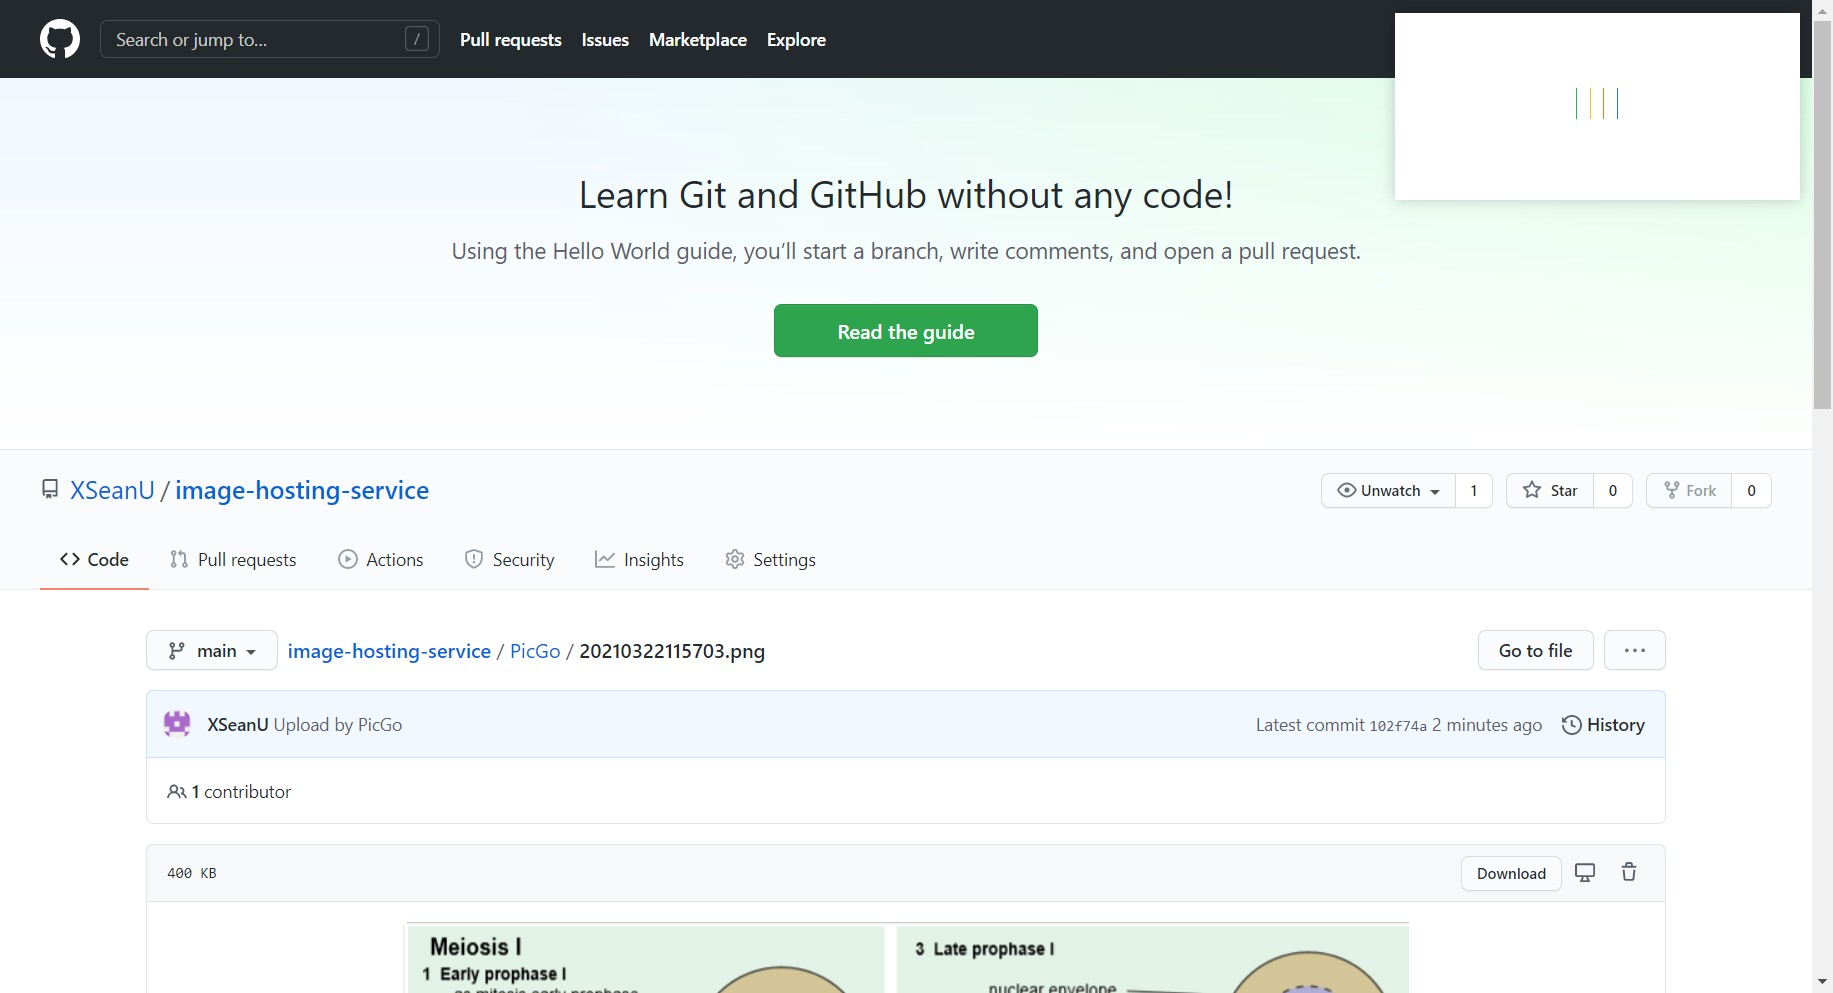 Search or jump to... /
Pull requests Issues Marketplace Explore
Learn Git and GitHub without any code!
Using the Hello World guide, you’ll start a branch, write comments, and open a pull request.
Read the guide
XSeanU / image-hosting-service
Unwatch 1 Star 0 Fork 0
Code Pull requests Actions Security Insights Settings
main image-hosting-service / PicGo / 20210322115703.png Go to file ...
XSeanU Upload by PicGo Latest commit 102f74a 2 minutes ago History
1 contributor
400 KB Download
Meiosis I
1 Early prophase I
as mitosis early prophase
3 Late prophase I
nuclear envelope